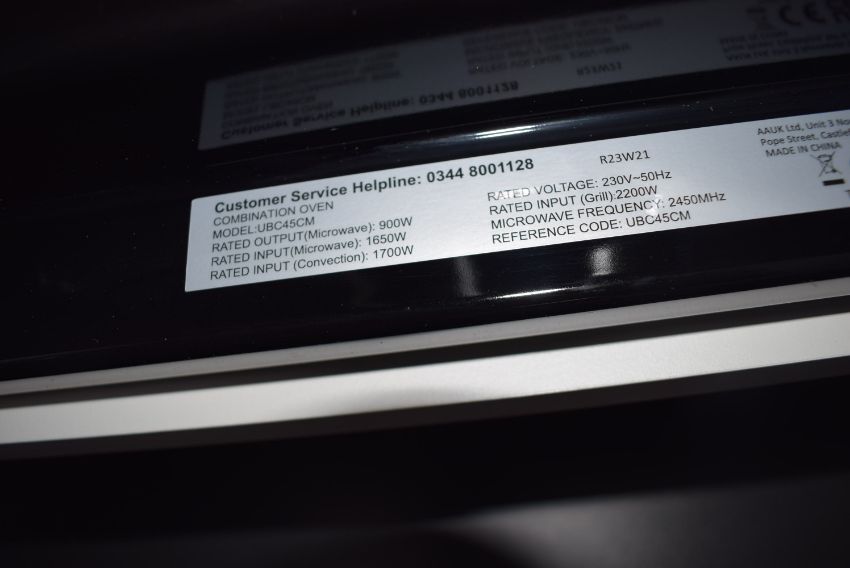 Customer Service Helpline: 0344 8001128
COMBINATION OVEN
MODEL:UBC45CM
RATED OUTPUT(Microwave): 900W
RATED INPUT(Microwave): 1650W
RATED INPUT (Convection): 1700W
R23W21
RATED VOLTAGE: 230V~50Hz
RATED INPUT (Grill):2200W
MICROWAVE FREQUENCY: 2450MHz
REFERENCE CODE: UBC45CM
AAUK Ltd, Unit 3 No
Pope Street, Castlef
MADE IN CHINA